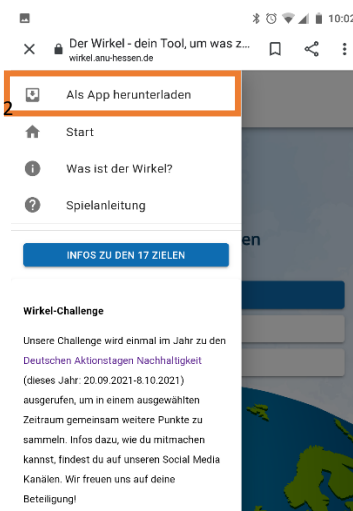 10:02
Der Wirkel - dein Tool, um was z...
wirkel.anu-hessen.de
2
Als App herunterladen
Start
Was ist der Wirkel?
Spielanleitung
en
INFOS ZU DEN 17 ZIELEN
Wirkel-Challenge
Unsere Challenge wird einmal im Jahr zu den
Deutschen Aktionstagen Nachhaltigkeit
(dieses Jahr: 20.09.2021-8.10.2021)
ausgerufen, um in einem ausgewählten
Zeitraum gemeinsam weitere Punkte zu
sammeln. Infos dazu, wie du mitmachen
kannst, findest du auf unseren Social Media
Kanälen. Wir freuen uns auf deine
Beteiligung!